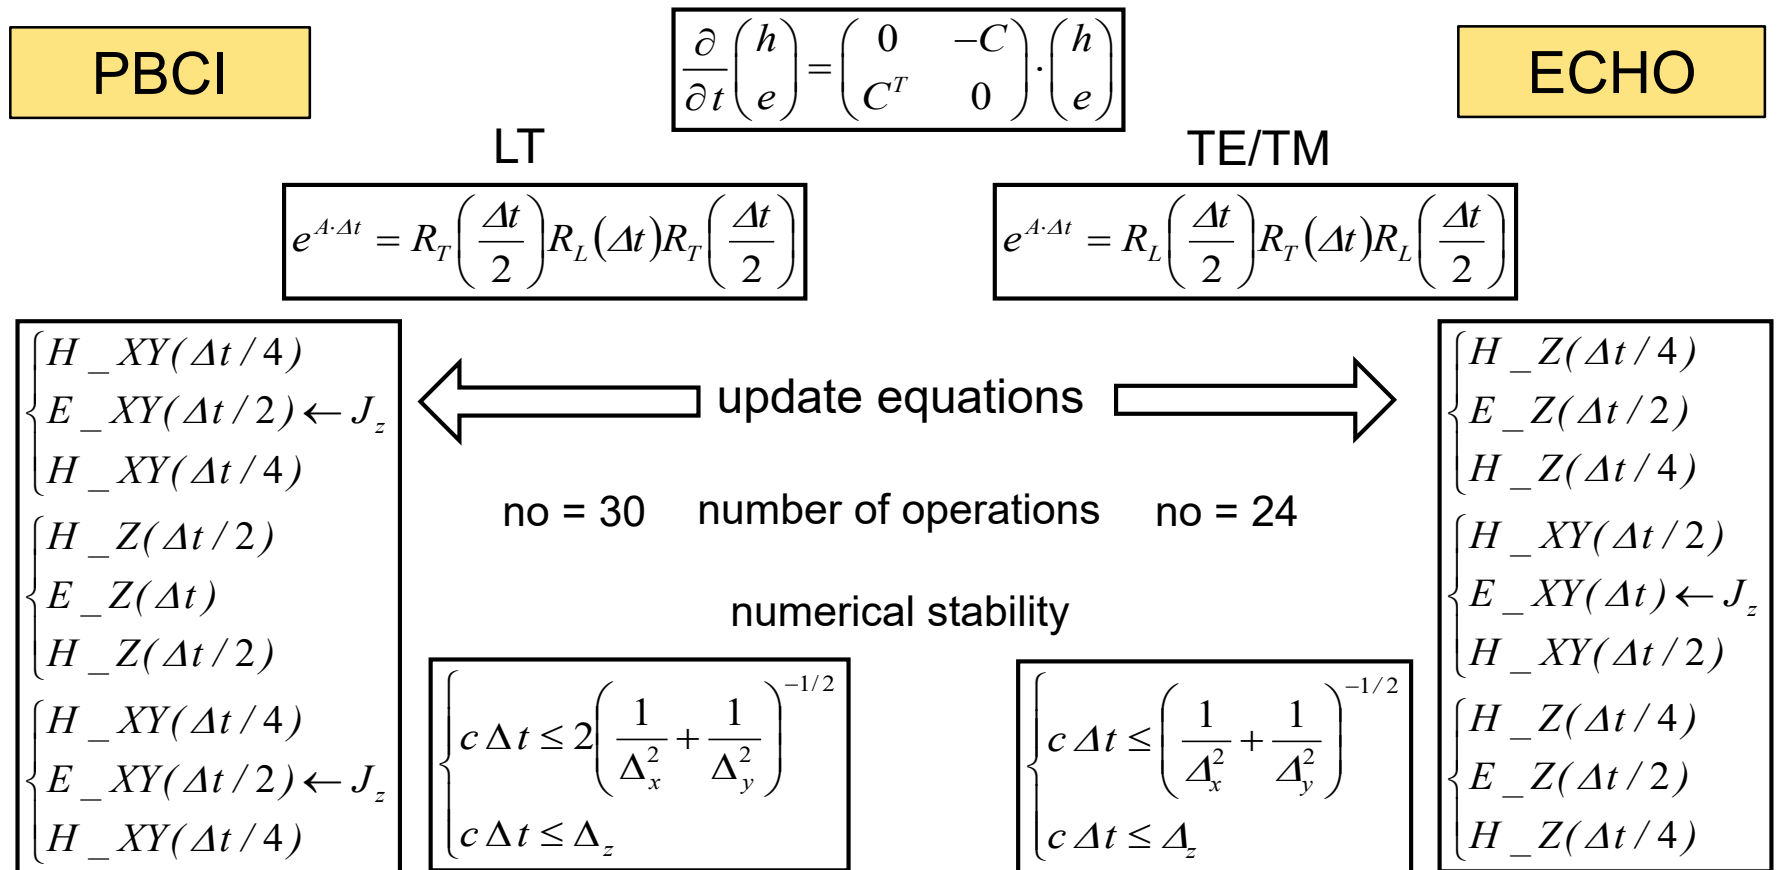 PBCI
∂/∂t (h e) = (0 −C C^T 0) · (h e)
ECHO
LT
TE/TM
e^{A·Δt} = R_T(Δt/2) R_L(Δt) R_T(Δt/2)
e^{A·Δt} = R_L(Δt/2) R_T(Δt) R_L(Δt/2)
H_XY(Δt/4)
E_XY(Δt/2) ← J_z
H_XY(Δt/4)
H_Z(Δt/2)
E_Z(Δt)
H_Z(Δt/2)
H_XY(Δt/4)
E_XY(Δt/2) ← J_z
H_XY(Δt/4)
update equations
no = 30 number of operations no = 24
numerical stability
c Δt ≤ 2(1/Δ_x^2 + 1/Δ_y^2)^{−1/2}
c Δt ≤ Δ_z
c Δt ≤ (1/Δ_x^2 + 1/Δ_y^2)^{−1/2}
c Δt ≤ Δ_z
H_Z(Δt/4)
E_Z(Δt/2)
H_Z(Δt/4)
H_XY(Δt/2)
E_XY(Δt) ← J_z
H_XY(Δt/2)
H_Z(Δt/4)
E_Z(Δt/2)
H_Z(Δt/4)